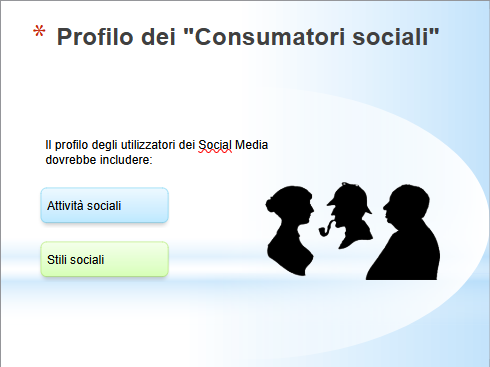 * Profilo dei "Consumatori sociali"
Il profilo degli utilizzatori dei Social Media
dovrebbe includere:
Attività sociali
Stili sociali